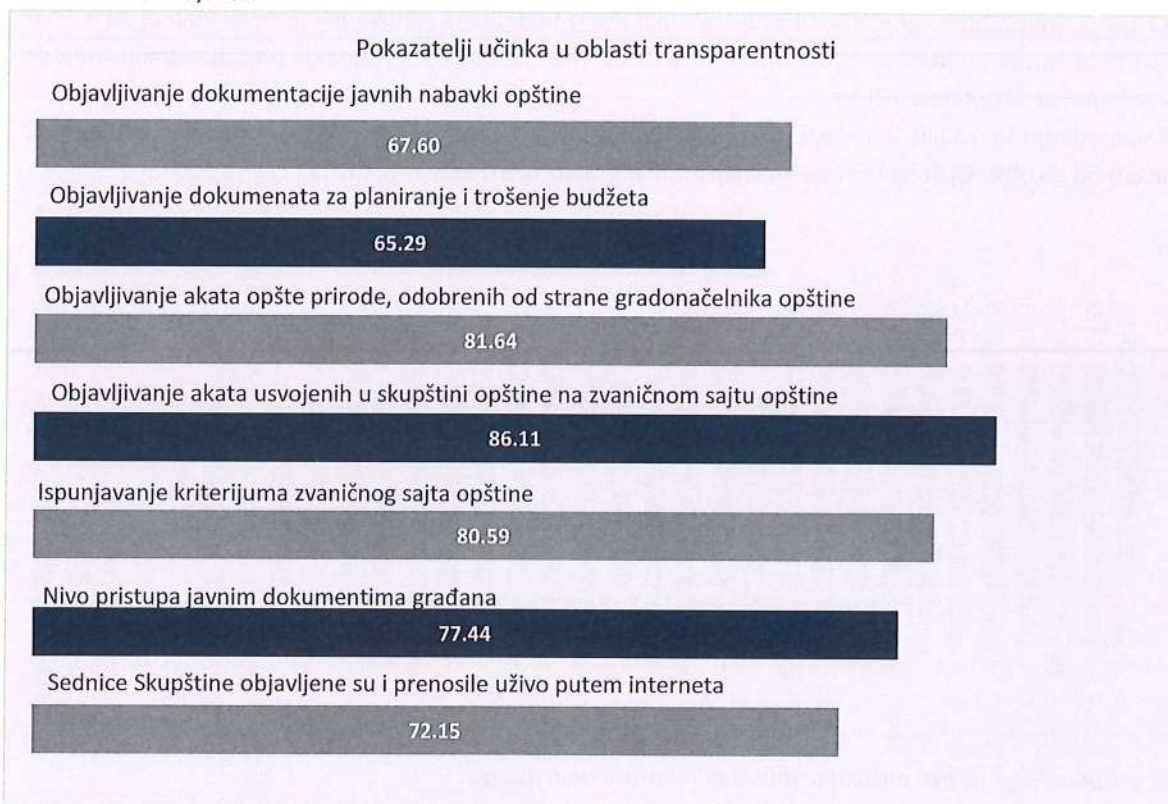 Pokazatelji učinka u oblasti transparentnosti
Objavljivanje dokumentacije javnih nabavki opštine
67.60
Objavljivanje dokumenata za planiranje i trošenje budžeta
65.29
Objavljivanje akata opšte prirode, odobrenih od strane gradonačelnika opštine
81.64
Objavljivanje akata usvojenih u skupštini opštine na zvaničnom sajtu opštine
86.11
Ispunjavanje kriterijuma zvaničnog sajta opštine
80.59
Nivo pristupa javnim dokumentima građana
77.44
Sednice Skupštine objavljene su i prenosile uživo putem interneta
72.15